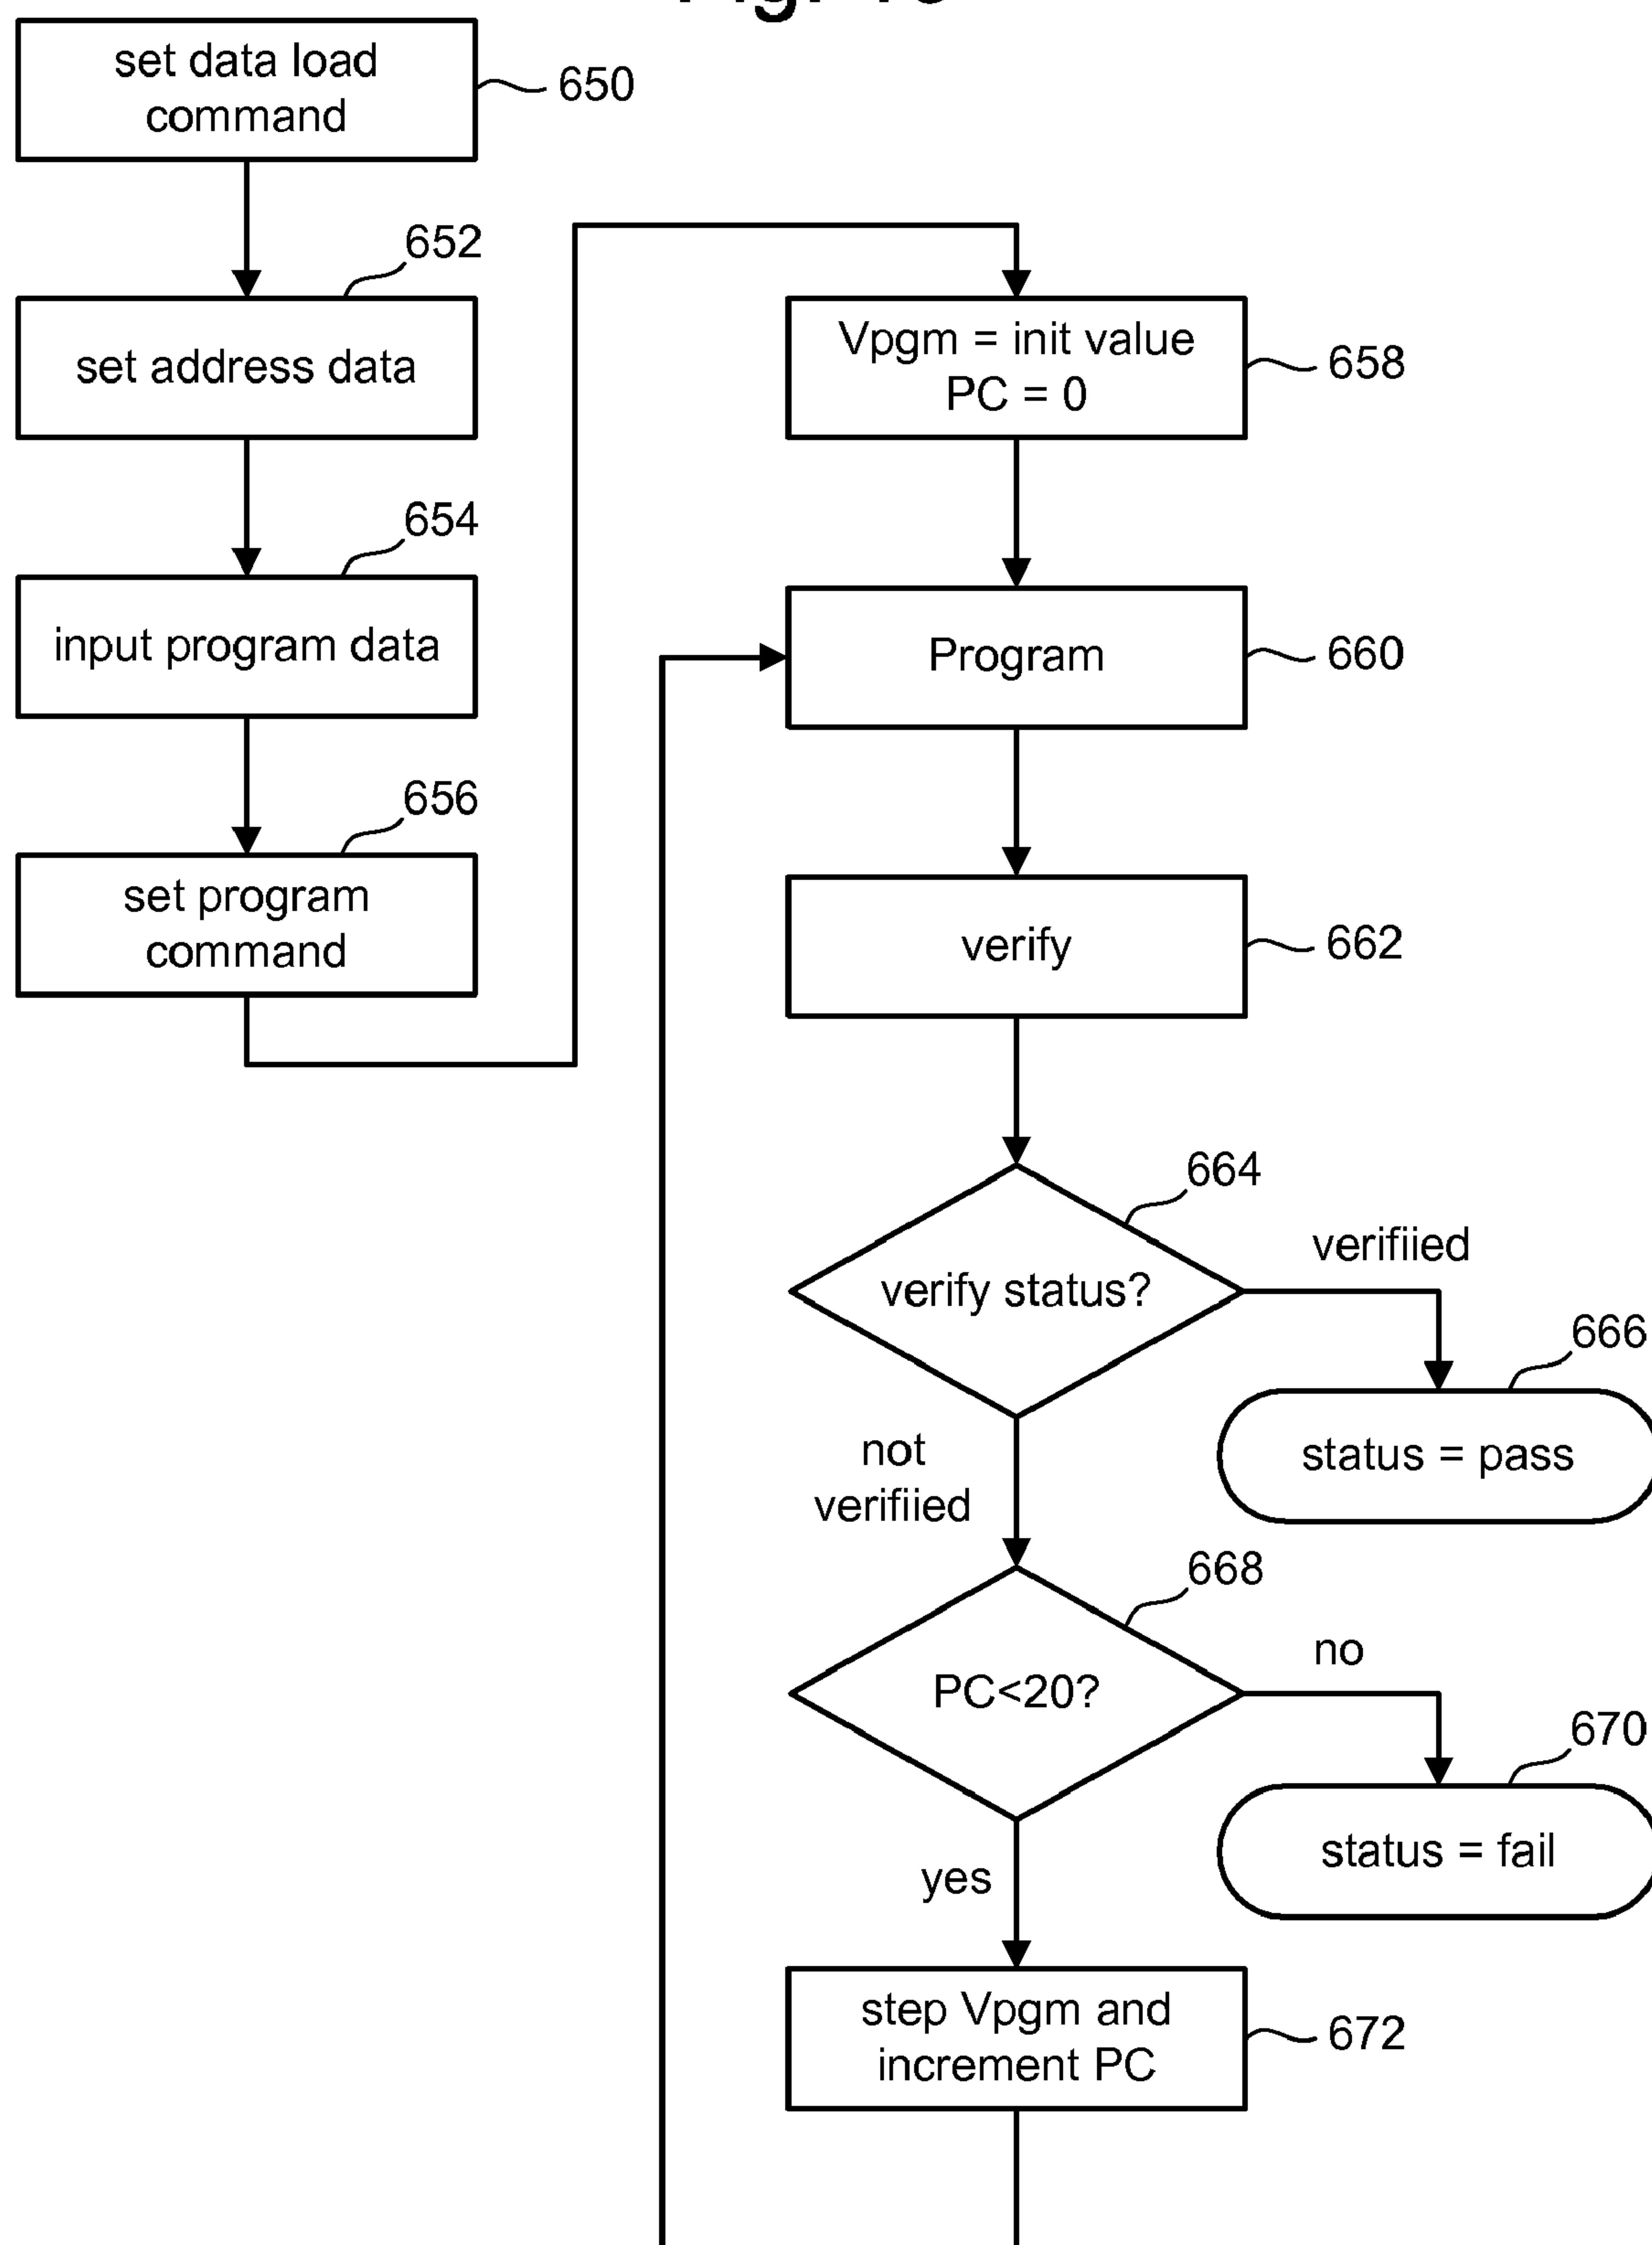 set data load
command
650
652
set address data
654
input program data
656
set program
command
Vpgm = init value
PC = 0
658
Program
660
verify
662
664
verify status?
verifiied
666
status = pass
not
verifiied
668
PC<20?
no
670
status = fail
yes
step Vpgm and
increment PC
672